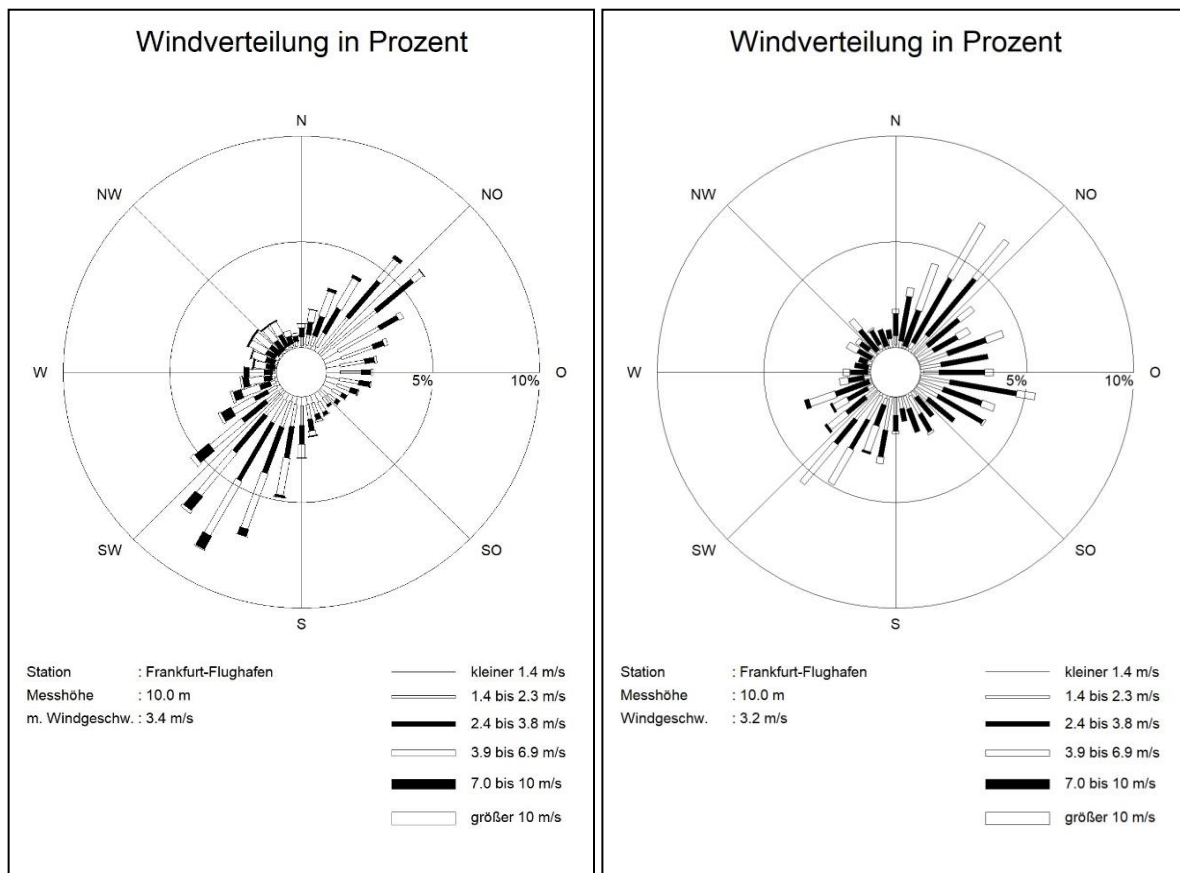 Windverteilung in Prozent
N
NW
NO
W
5%
10%
O
SW
SO
S
Station : Frankfurt-Flughafen
Messhöhe : 10.0 m
m. Windgeschw. : 3.4 m/s
kleiner 1.4 m/s
1.4 bis 2.3 m/s
2.4 bis 3.8 m/s
3.9 bis 6.9 m/s
7.0 bis 10 m/s
größer 10 m/s
Windverteilung in Prozent
N
NW
NO
W
5%
10%
O
SW
SO
S
Station : Frankfurt-Flughafen
Messhöhe : 10.0 m
Windgeschw. : 3.2 m/s
kleiner 1.4 m/s
1.4 bis 2.3 m/s
2.4 bis 3.8 m/s
3.9 bis 6.9 m/s
7.0 bis 10 m/s
größer 10 m/s